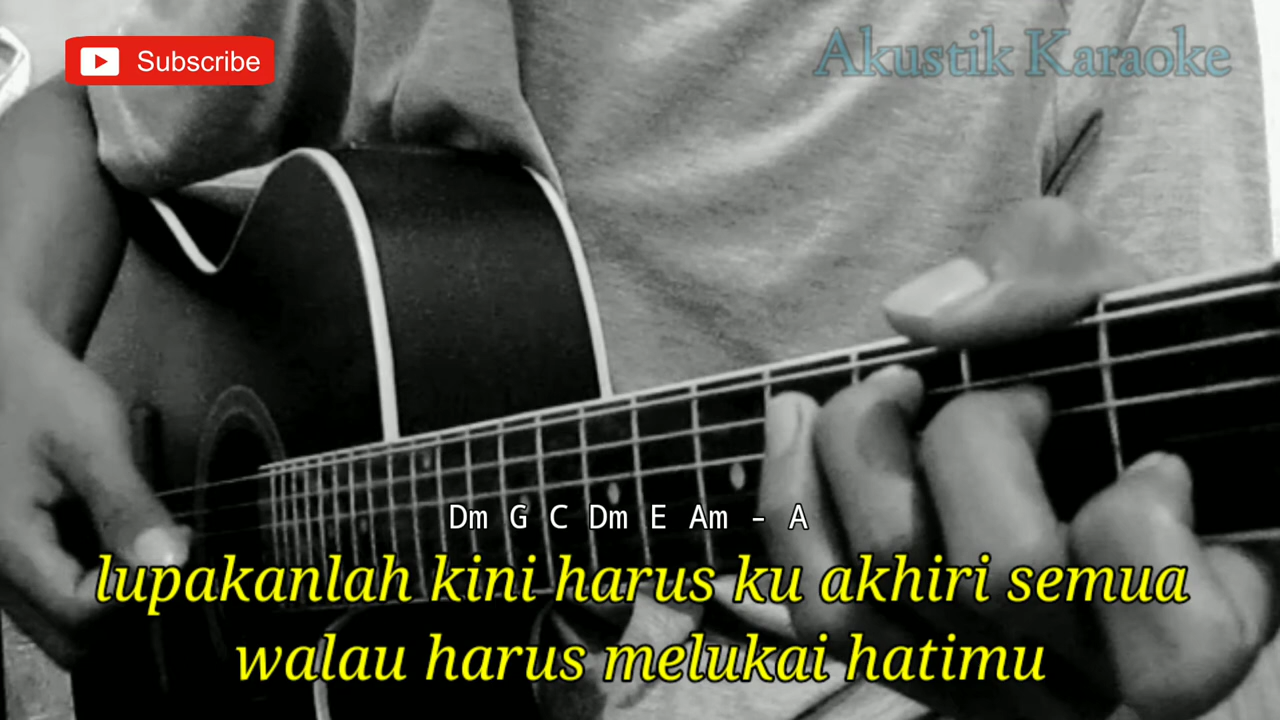 Subscribe
Akustik Karaoke
Dm G C Dm E Am - A
lupakanlah kini harus ku akhiri semua
walau harus melukai hatimu